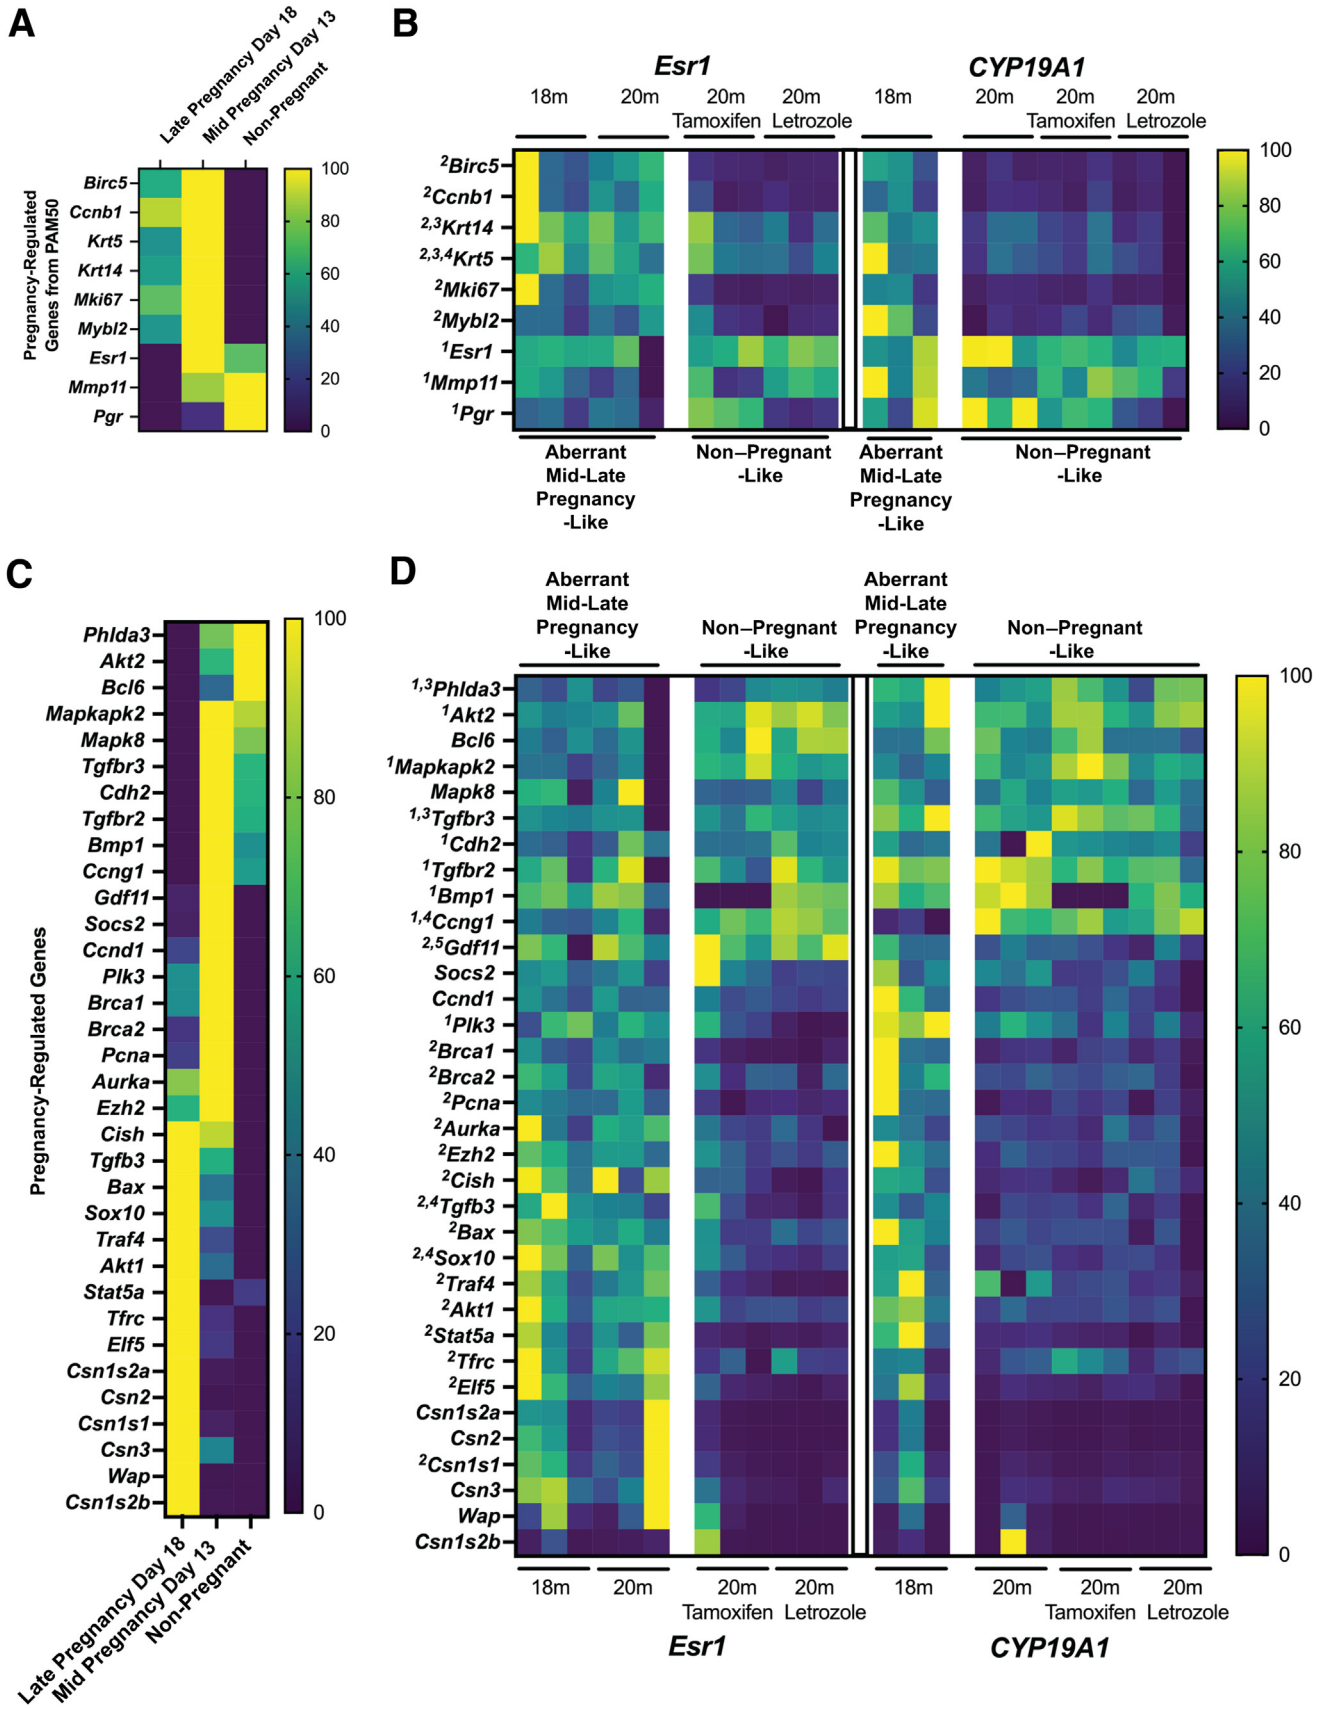 A
Late Pregnancy Day 18
Mid Pregnancy Day 13
Non-Pregnant
Pregnancy-Regulated
Genes from PAM50
Birc5
Ccnb1
Krt5
Krt14
Mki67
Mybl2
Esr1
Mmp11
Pgr
100
80
60
40
20
0
B
Esr1
CYP19A1
18m
20m
20m
Tamoxifen
20m
Letrozole
18m
20m
20m
Tamoxifen
20m
Letrozole
2Birc5
2Ccnb1
2,3Krt14
2,3,4Krt5
2Mki67
2Mybl2
1Esr1
1Mmp11
1Pgr
100
80
60
40
20
0
Aberrant
Mid-Late
Pregnancy
-Like
Non–Pregnant
-Like
Aberrant
Mid-Late
Pregnancy
-Like
Non–Pregnant
-Like
C
Pregnancy-Regulated Genes
Phlda3
Akt2
Bcl6
Mapkapk2
Mapk8
Tgfbr3
Cdh2
Tgfbr2
Bmp1
Ccng1
Gdf11
Socs2
Ccnd1
Plk3
Brca1
Brca2
Pcna
Aurka
Ezh2
Cish
Tgfb3
Bax
Sox10
Traf4
Akt1
Stat5a
Tfrc
Elf5
Csn1s2a
Csn2
Csn1s1
Csn3
Wap
Csn1s2b
100
80
60
40
20
0
Late Pregnancy Day 18
Mid Pregnancy Day 13
Non-Pregnant
D
Aberrant
Mid-Late
Pregnancy
-Like
Non–Pregnant
-Like
Aberrant
Mid-Late
Pregnancy
-Like
Non–Pregnant
-Like
1,3Phlda3
1Akt2
Bcl6
1Mapkapk2
Mapk8
1,3Tgfbr3
1Cdh2
1Tgfbr2
1Bmp1
1,4Ccng1
2,5Gdf11
Socs2
Ccnd1
1Plk3
2Brca1
2Brca2
2Pcna
2Aurka
2Ezh2
2Cish
2,4Tgfb3
2Bax
2,4Sox10
2Traf4
2Akt1
2Stat5a
2Tfrc
2Elf5
Csn1s2a
Csn2
2Csn1s1
Csn3
Wap
Csn1s2b
100
80
60
40
20
0
18m
20m
20m
Tamoxifen
20m
Letrozole
18m
20m
20m
Tamoxifen
20m
Letrozole
Esr1
CYP19A1